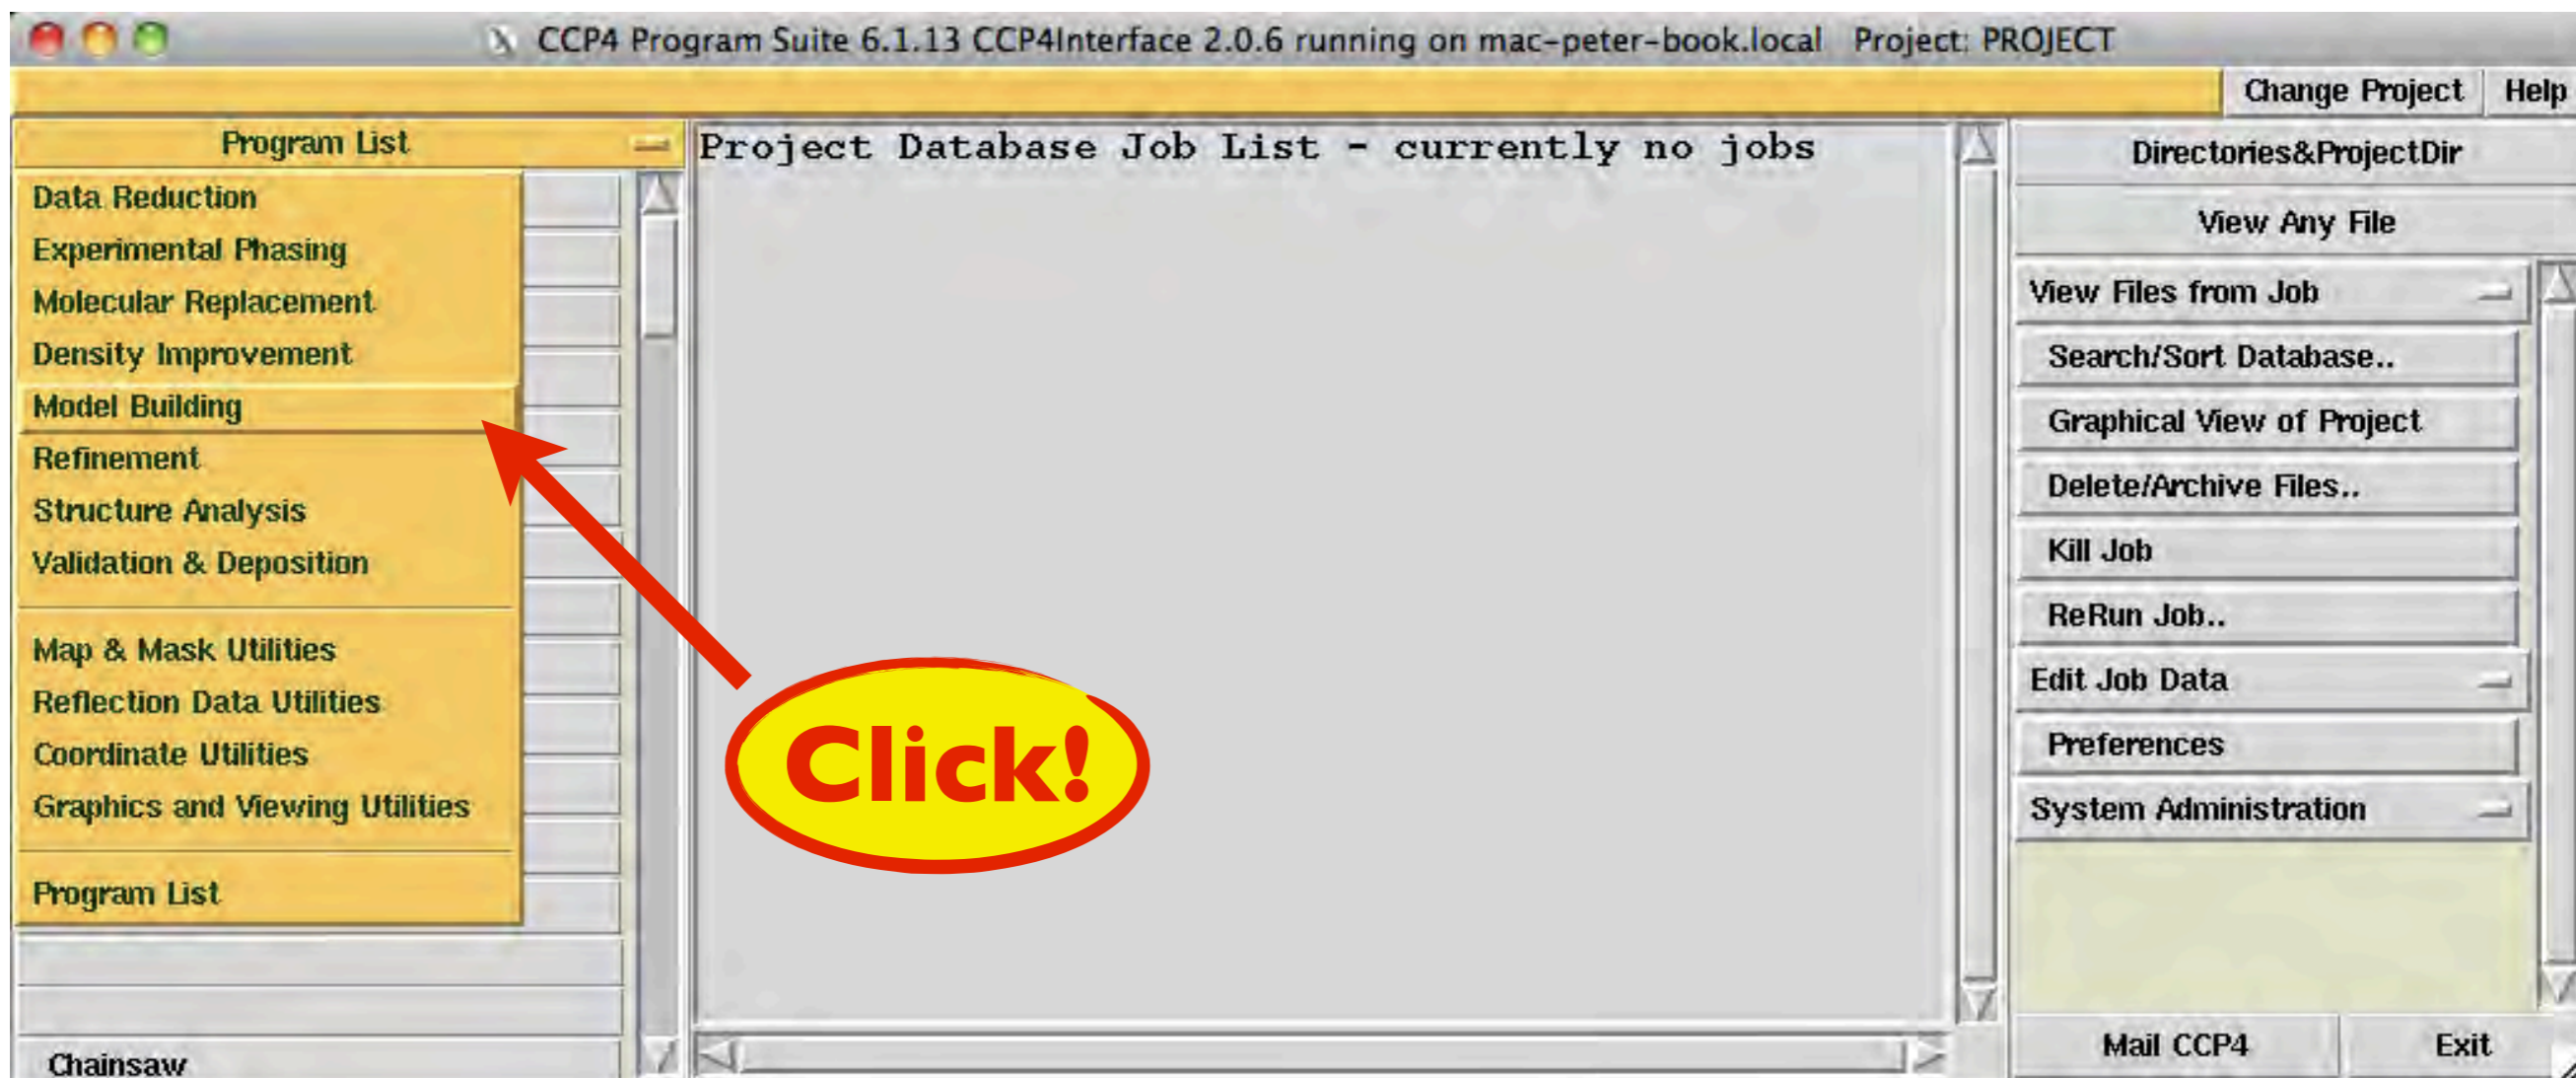 CCP4 Program Suite 6.1.13 CCP4Interface 2.0.6 running on mac-peter-book.local Project: PROJECT
Change Project Help
Program List
Data Reduction
Experimental Phasing
Molecular Replacement
Density Improvement
Model Building
Refinement
Structure Analysis
Validation & Deposition
Map & Mask Utilities
Reflection Data Utilities
Coordinate Utilities
Graphics and Viewing Utilities
Program List
Chainsaw
Project Database Job List - currently no jobs
Click!
Directories&ProjectDir
View Any File
View Files from Job
Search/Sort Database..
Graphical View of Project
Delete/Archive Files..
Kill Job
ReRun Job..
Edit Job Data
Preferences
System Administration
Mail CCP4 Exit